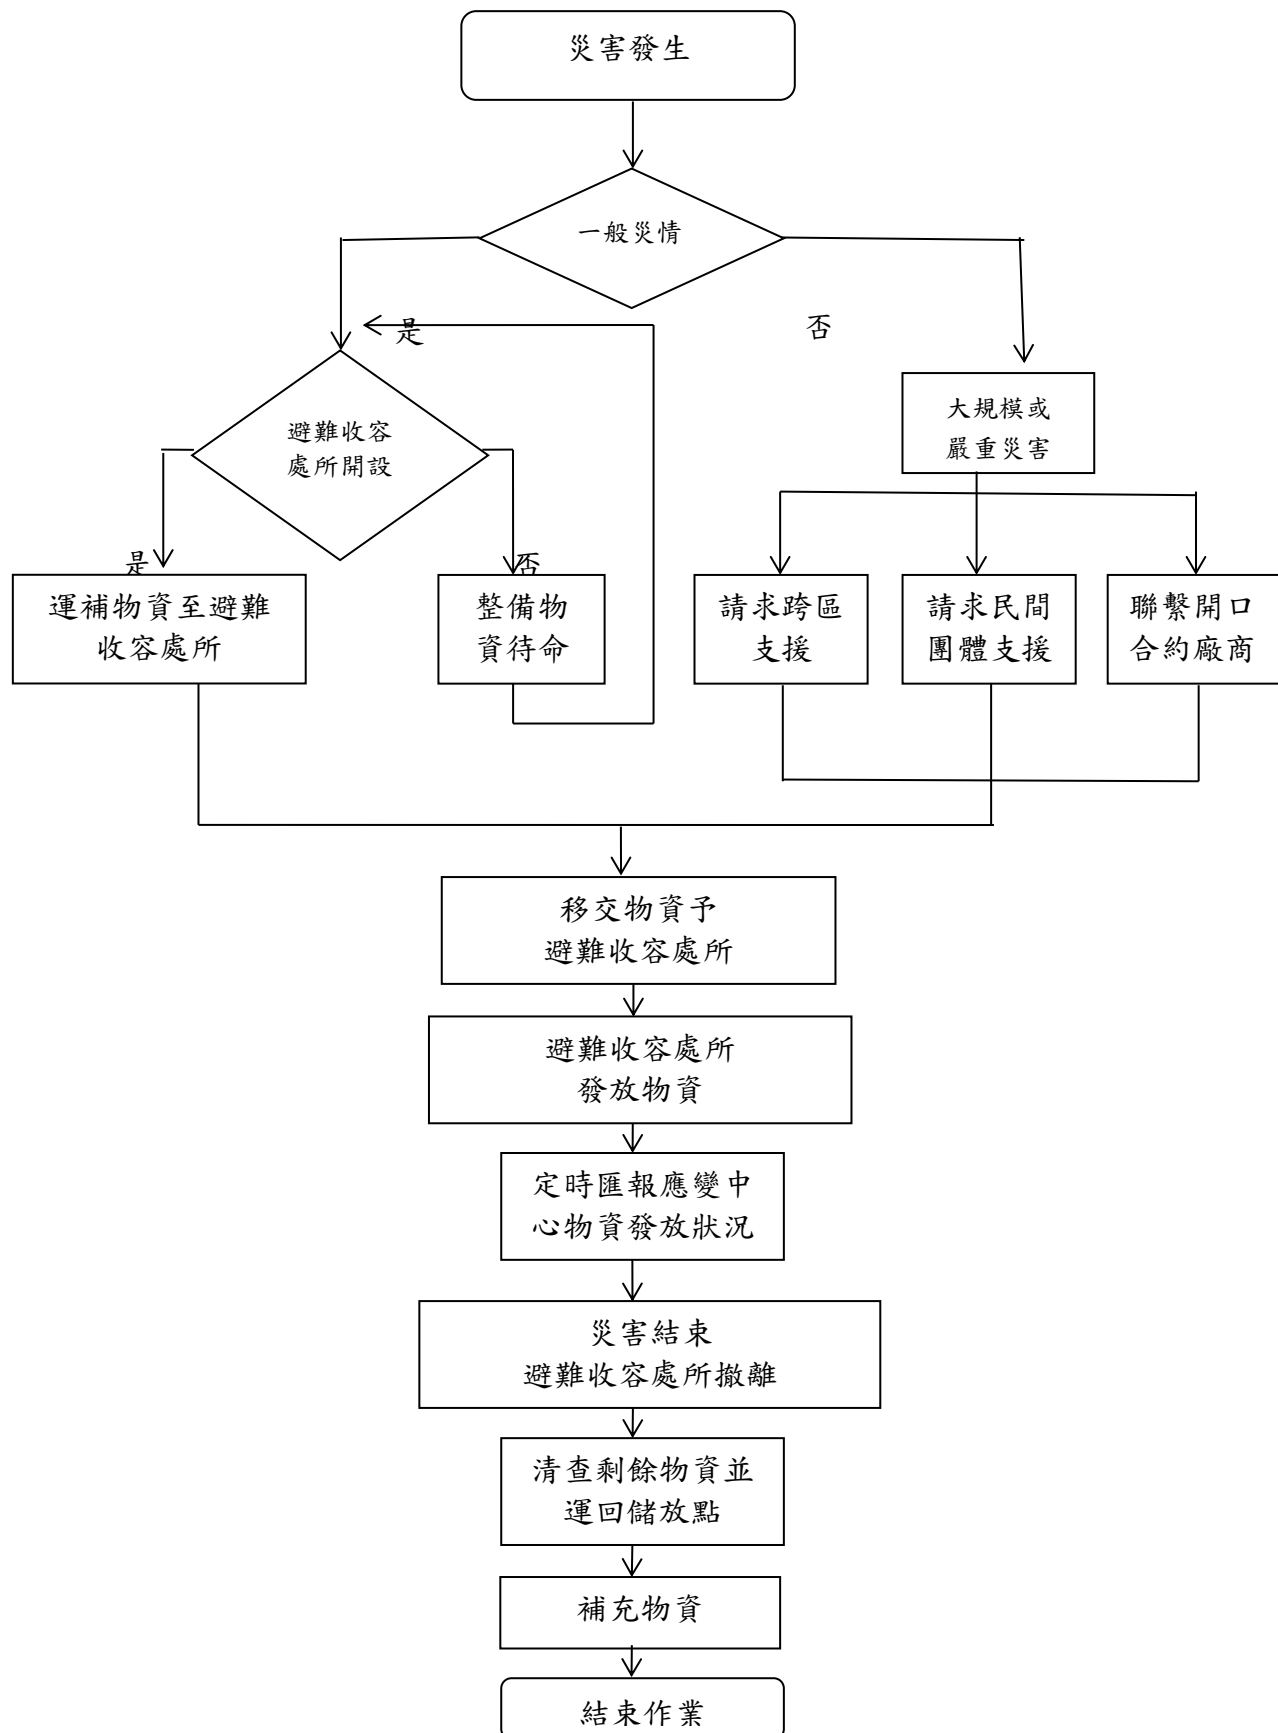 災害發生
一般災情
是
否
避難收容
處所開設
大規模或
嚴重災害
是
否
運補物資至避難
收容處所
整備物
資待命
請求跨區
支援
請求民間
團體支援
聯繫開口
合約廠商
移交物資予
避難收容處所
避難收容處所
發放物資
定時匯報應變中
心物資發放狀況
災害結束
避難收容處所撤離
清查剩餘物資並
運回儲放點
補充物資
結束作業